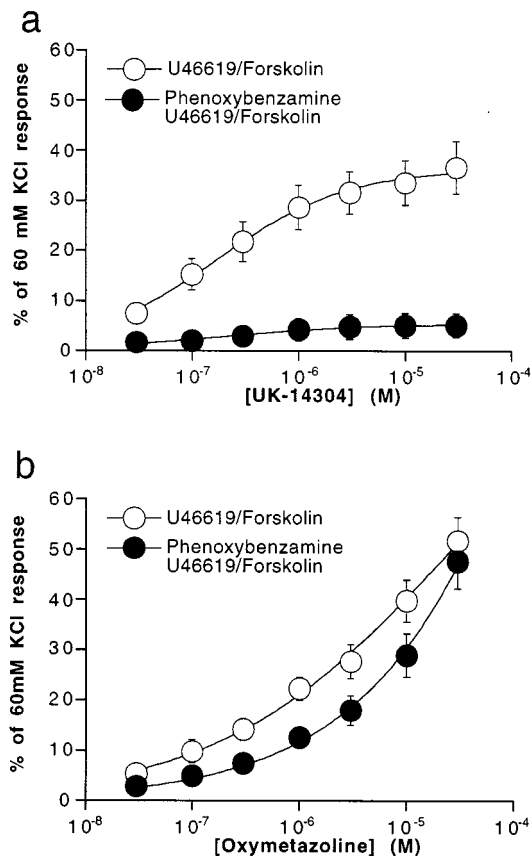 a
60
50
40
30
20
10
0
% of 60 mM KCl response
U46619/Forskolin
Phenoxybenzamine
U46619/Forskolin
10-8
10-7
10-6
10-5
10-4
[UK-14304] (M)
b
60
50
40
30
20
10
0
% of 60mM KCl response
U46619/Forskolin
Phenoxybenzamine
U46619/Forskolin
10-8
10-7
10-6
10-5
10-4
[Oxymetazoline] (M)